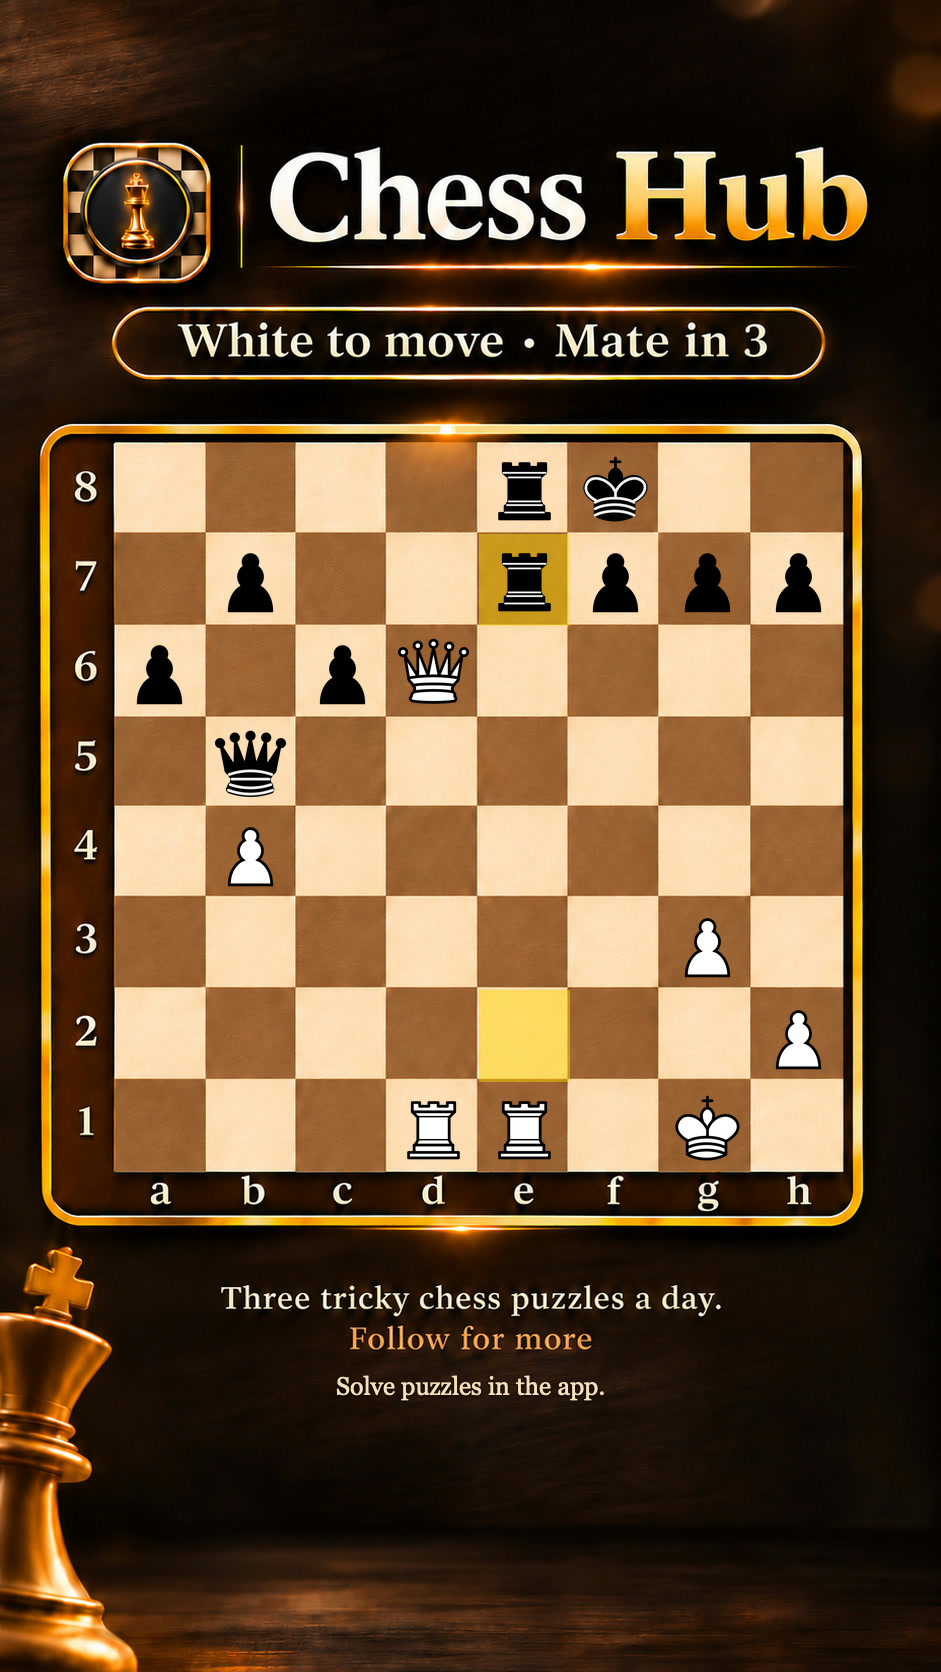 Chess Hub
White to move • Mate in 3
8
7
6
5
4
3
2
1
a b c d e f g h
Three tricky chess puzzles a day.
Follow for more
Solve puzzles in the app.